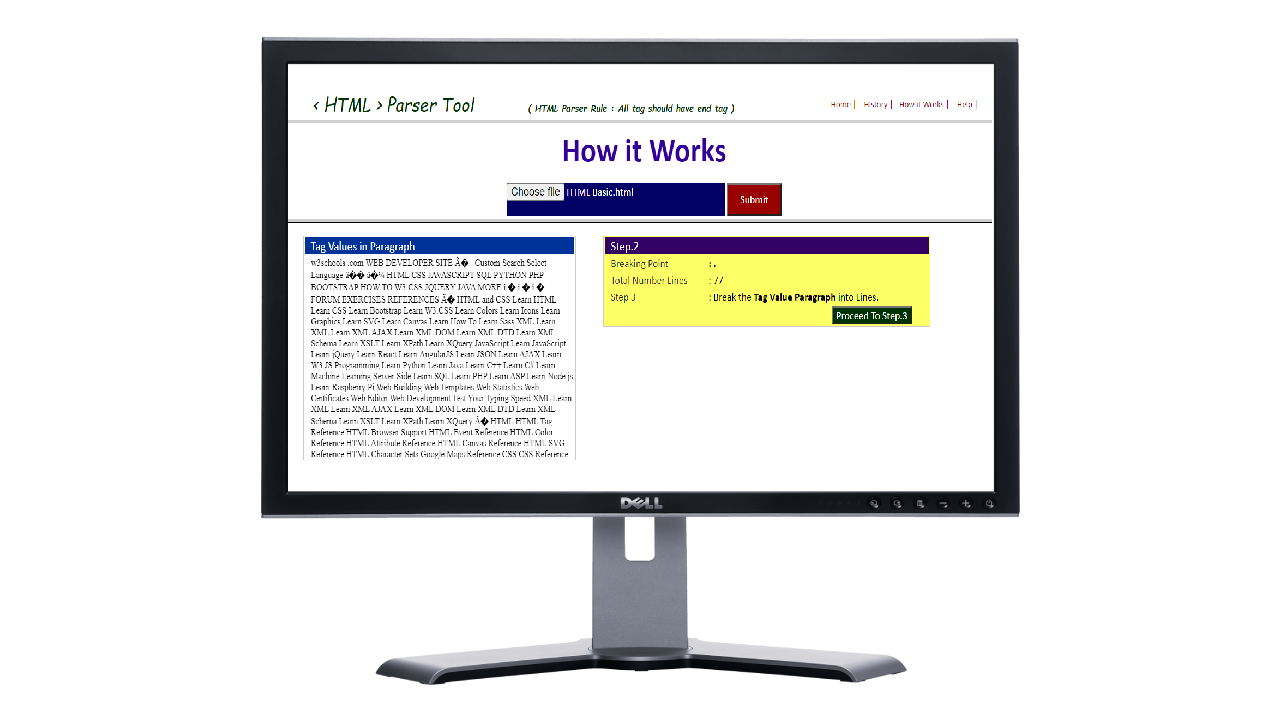 < HTML > Parser Tool
( HTML Parser Rule : All tag should have end tag )
Home | History | How it Works | Help |
How it Works
Choose file HTML Basic.html
Submit
Tag Values in Paragraph
w3schools .com WEB DEVELOPER SITE Â� Custom Search Select
Language HTML CSS JAVASCRIPT SQL PYTHON PHP
BOOTSTRAP HOW TO W3.CSS JQUERY JAVA MORE
FORUM EXERCISES REFERENCES Â� HTML and CSS Learn HTML
Learn CSS Learn Bootstrap Learn W3.CSS Learn Colors Learn Icons Learn
Graphics Learn SVG Learn Canvas Learn How To Learn Sass XML Learn
XML Learn XML AJAX Learn XML DOM Learn XML DTD Learn XML
Schema Learn XSLT Learn XPath Learn XQuery JavaScript Learn JavaScript
Learn jQuery Learn React Learn AngularJS Learn JSON Learn AJAX Learn
W3.JS Programming Learn Python Learn Java Learn C++ Learn C# Learn
Machine Learning Server Side Learn SQL Learn PHP Learn ASP Learn Node.js
Learn Raspberry Pi Web Building Web Templates Web Statistics Web
Certificates Web Editor Web Development Test Your Typing Speed XML Learn
XML Learn XML AJAX Learn XML DOM Learn XML DTD Learn XML
Schema Learn XSLT Learn XPath Learn XQuery Â� HTML HTML Tag
Reference HTML Browser Support HTML Event Reference HTML Color
Reference HTML Attribute Reference HTML Canvas Reference HTML SVG
Reference HTML Character Sets Google Maps Reference CSS CSS Reference
Step.2
Breaking Point : .
Total Number Lines : 77
Step 3 : Break the Tag Value Paragraph into Lines.
Proceed To Step.3
DELL